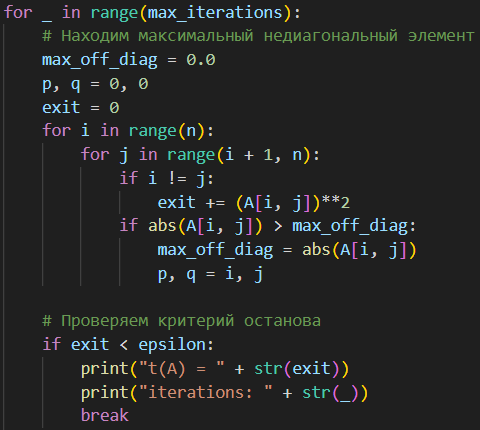 for _ in range(max_iterations):
    # Находим максимальный недиагональный элемент
    max_off_diag = 0.0
    p, q = 0, 0
    exit = 0
    for i in range(n):
        for j in range(i + 1, n):
            if i != j:
                exit += (A[i, j])**2
            if abs(A[i, j]) > max_off_diag:
                max_off_diag = abs(A[i, j])
                p, q = i, j

    # Проверяем критерий останова
    if exit < epsilon:
        print("t(A) = " + str(exit))
        print("iterations: " + str(_))
        break